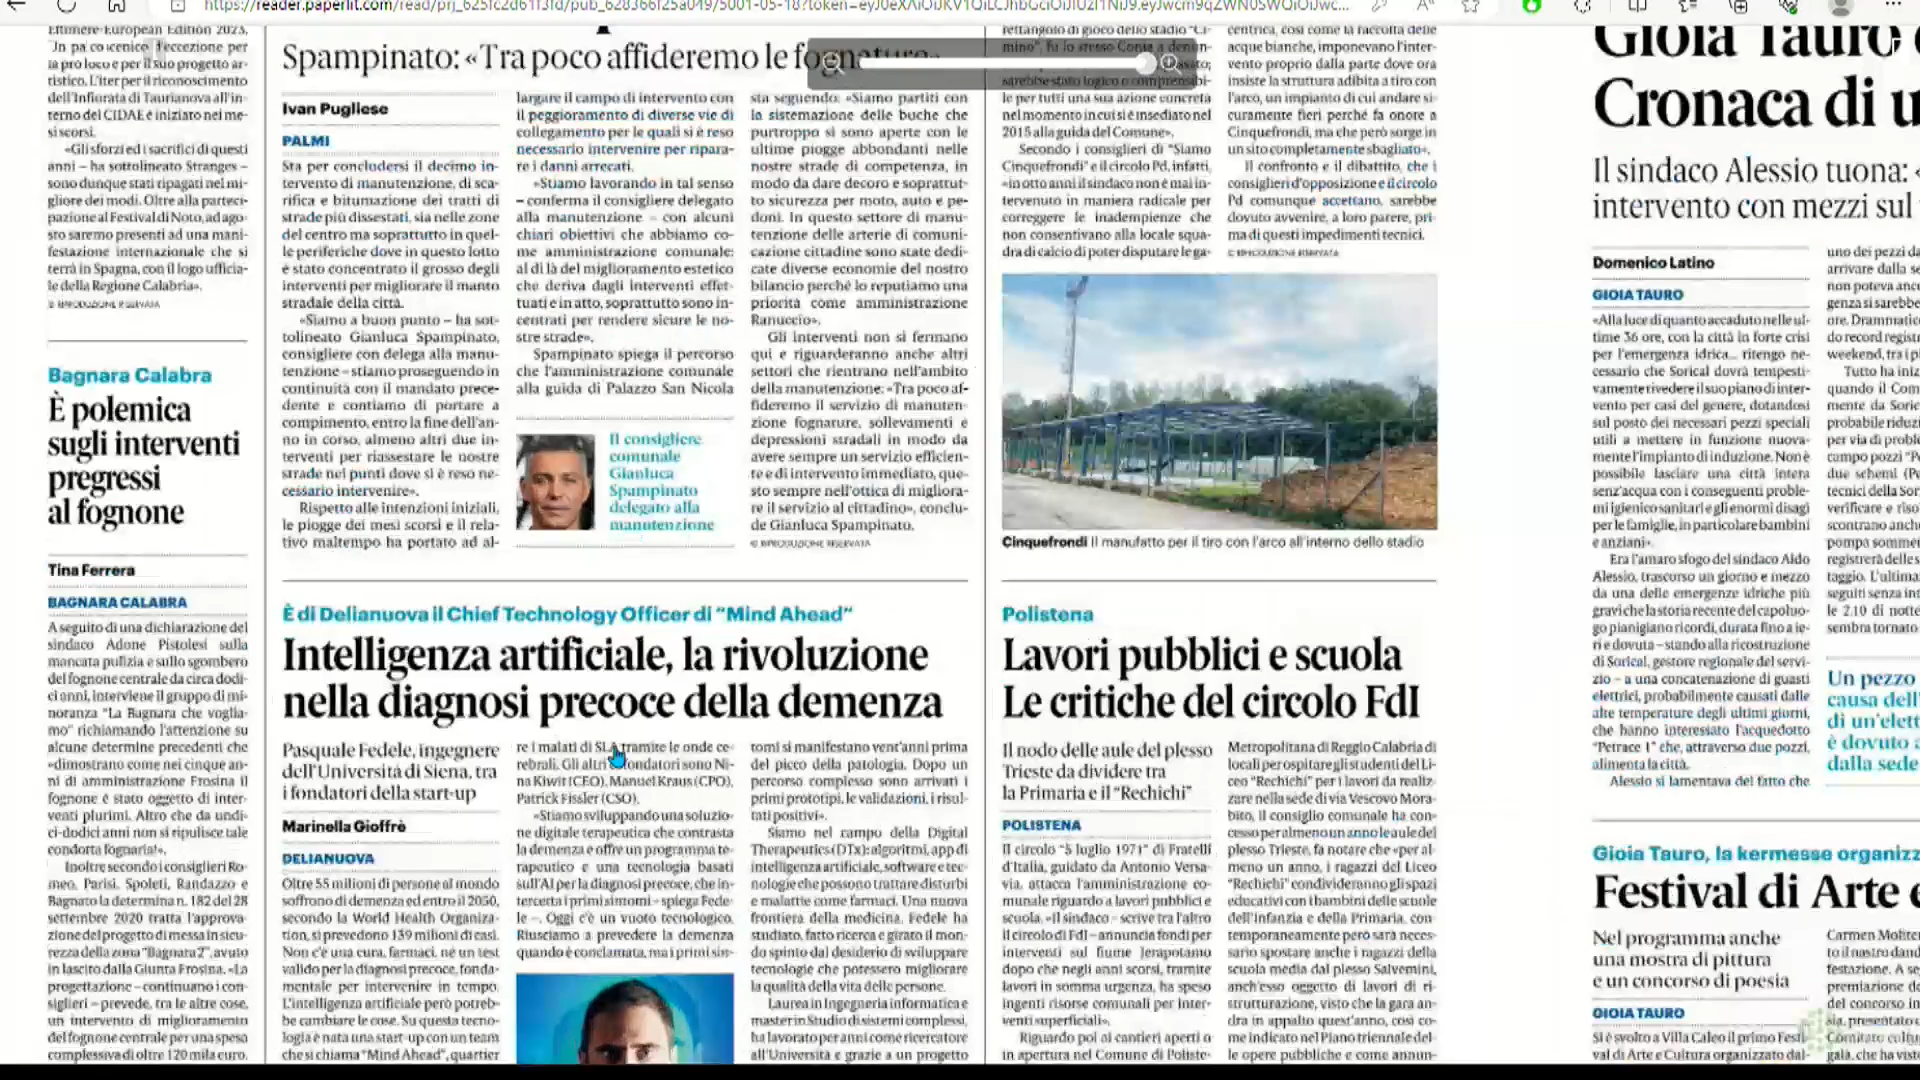 https://reader.paperlit.com/read/prj_625fc2d61f3fd/pub_628366f25a049/5001-05-18?token=
Ettimere-European Edition 2023.
la pro loco e per il suo progetto ar-
tistico. L'iter per il riconoscimento
dell'Infiorata di Taurianova all'in-
terno del CIDAE è iniziato nei me-
si scorsi.
«Gli sforzi ed i sacrifici di questi
anni – ha sottolineato Stranges –
sono dunque stati ripagati nel mi-
gliore dei modi. Oltre alla parteci-
pazione al Festival di Noto, ad ago-
sto saremo presenti ad una mani-
festazione internazionale che si
terrà in Spagna, con il logo ufficia-
le della Regione Calabria».
© RIPRODUZIONE RISERVATA
Bagnara Calabra
È polemica
sugli interventi
pregressi
al fognone
Tina Ferrera
BAGNARA CALABRA
A seguito di una dichiarazione del
sindaco Adone Pistolesi sulla
mancata pulizia e sullo sgombero
del fognone centrale da circa dodi-
ci anni, interviene il gruppo di mi-
noranza "La Bagnara che voglia-
mo" richiamando l'attenzione su
alcune determine precedenti che
«dimostrano come nei cinque an-
ni di amministrazione Frosina il
fognone è stato oggetto di inter-
venti plurimi. Altro che da undi-
ci-dodici anni non si ripulisce tale
condotta fognaria!».
Inoltre secondo i consiglieri Ro-
meo, Parisi, Spoleti, Randazzo e
Bagnato la determina n. 182 del 28
settembre 2020 tratta l'approva-
zione del progetto di messa in sicu-
rezza della zona "Bagnara 2", avuto
in lascito dalla Giunta Frosina. «La
progettazione – continuano i con-
siglieri – prevede, tra le altre cose,
un intervento di miglioramento
del fognone centrale per una spesa
complessiva di oltre 120 mila euro.
Spampinato: «Tra poco affideremo le fognature»
Ivan Pugliese
PALMI
Sta per concludersi il decimo in-
tervento di manutenzione, di sca-
rifica e bitumazione dei tratti di
strade più dissestati, sia nelle zone
del centro ma soprattutto in quel-
le periferiche dove in questo lotto
è stato concentrato il grosso degli
interventi per migliorare il manto
stradale della città.
«Siamo a buon punto – ha sot-
tolineato Gianluca Spampinato,
consigliere con delega alla manu-
tenzione – stiamo proseguendo in
continuità con il mandato prece-
dente e contiamo di portare a
compimento, entro la fine dell'an-
no in corso, almeno altri due in-
terventi per riassestare le nostre
strade nei punti dove si è reso ne-
cessario intervenire».
Rispetto alle intenzioni iniziali,
le piogge dei mesi scorsi e il rela-
tivo maltempo ha portato ad al-
largare il campo di intervento con
il peggioramento di diverse vie di
collegamento per le quali si è reso
necessario intervenire per ripara-
re i danni arrecati.
«Stiamo lavorando in tal senso
– conferma il consigliere delegato
alla manutenzione – con alcuni
chiari obiettivi che abbiamo co-
me amministrazione comunale:
al di là del miglioramento estetico
che deriva dagli interventi effet-
tuati e in atto, soprattutto sono in-
centrati per rendere sicure le no-
stre strade».
Spampinato spiega il percorso
che l'amministrazione comunale
alla guida di Palazzo San Nicola
Il consigliere
comunale
Gianluca
Spampinato
delegato alla
manutenzione
sta seguendo: «Siamo partiti con
la sistemazione delle buche che
purtroppo si sono aperte con le
ultime piogge abbondanti nelle
nostre strade di competenza, in
modo da dare decoro e soprattut-
to sicurezza per moto, auto e pe-
doni. In questo settore di manu-
tenzione delle arterie di comuni-
cazione cittadine sono state dedi-
cate diverse economie del nostro
bilancio perché lo reputiamo una
priorità come amministrazione
Ranuccio».
Gli interventi non si fermano
qui e riguarderanno anche altri
settori che rientrano nell'ambito
della manutenzione: «Tra poco af-
fideremo il servizio di manuten-
zione fognature, sollevamenti e
depressioni stradali in modo da
avere sempre un servizio efficien-
te e di intervento immediato, que-
sto sempre nell'ottica di migliora-
re il servizio al cittadino», conclu-
de Gianluca Spampinato.
© RIPRODUZIONE RISERVATA
rettangolo di gioco dello stadio "Ci-
le per tutti una sua azione concreta
nel momento in cui si è insediato nel
2015 alla guida del Comune».
Secondo i consiglieri di "Siamo
Cinquefrondi" e il circolo Pd, infatti,
«in otto anni il sindaco non è mai in-
tervenuto in maniera radicale per
correggere le inadempienze che
non consentivano alla locale squa-
dra di calcio di poter disputare le ga-
centrica, così come la raccolta delle
acque bianche, imponevano l'inter-
vento proprio dalla parte dove ora
insiste la struttura adibita a tiro con
l'arco, un impianto di cui andare si-
curamente fieri perché fa onore a
Cinquefrondi, ma che però sorge in
un sito completamente sbagliato».
Il confronto e il dibattito, che i
consiglieri d'opposizione e il circolo
Pd comunque accettano, sarebbe
dovuto avvenire, a loro parere, pri-
ma di questi impedimenti tecnici.
© RIPRODUZIONE RISERVATA
Cinquefrondi Il manufatto per il tiro con l'arco all'interno dello stadio
È di Delianuova il Chief Technology Officer di "Mind Ahead"
Intelligenza artificiale, la rivoluzione
nella diagnosi precoce della demenza
Pasquale Fedele, ingegnere
dell'Università di Siena, tra
i fondatori della start-up
Marinella Gioffrè
DELIANUOVA
Oltre 55 milioni di persone al mondo
soffrono di demenza ed entro il 2050,
secondo la World Health Organiza-
tion, si prevedono 139 milioni di casi.
Non c'è una cura, farmaci, né un test
valido per la diagnosi precoce, fonda-
mentale per intervenire in tempo.
L'intelligenza artificiale però potreb-
be cambiare le cose. Su questa tecno-
logia è nata una start-up con un team
che si chiama "Mind Ahead", quartier
re i malati di SLA tramite le onde ce-
rebrali. Gli altri cofondatori sono Ni-
na Kiwit (CEO), Manuel Kraus (CPO),
Patrick Fissler (CSO).
«Stiamo sviluppando una soluzio-
ne digitale terapeutica che contrasta
la demenza e offre un programma te-
rapeutico e una tecnologia basati
sull'AI per la diagnosi precoce, che in-
tercetta i primi sintomi – spiega Fede-
le –. Oggi c'è un vuoto tecnologico.
Riusciamo a prevedere la demenza
quando è conclamata, ma i primi sin-
tomi si manifestano vent'anni prima
del picco della patologia. Dopo un
percorso complesso sono arrivati i
primi prototipi, le validazioni, i risul-
tati positivi».
Siamo nel campo della Digital
Therapeutics (DTx): algoritmi, app di
intelligenza artificiale, software e tec-
nologie che possono trattare disturbi
e malattie come farmaci. Una nuova
frontiera della medicina. Fedele ha
studiato, fatto ricerca e girato il mon-
do spinto dal desiderio di sviluppare
tecnologie che potessero migliorare
la qualità della vita delle persone.
Laurea in Ingegneria informatica e
master in Studio di sistemi complessi,
ha lavorato per anni come ricercatore
all'Università e grazie a un progetto
Polistena
Lavori pubblici e scuola
Le critiche del circolo FdI
Il nodo delle aule del plesso
Trieste da dividere tra
la Primaria e il "Rechichi"
POLISTENA
Il circolo "5 luglio 1971" di Fratelli
d'Italia, guidato da Antonio Versa-
via, attacca l'amministrazione co-
munale riguardo a lavori pubblici e
scuola. «Il sindaco – scrive tra l'altro
il circolo di FdI – annuncia fondi per
interventi sul fiume Jerapotamo
dopo che negli anni scorsi, tramite
lavori in somma urgenza, ha speso
ingenti risorse comunali per inter-
venti superficiali».
Riguardo poi ai cantieri aperti o
in apertura nel Comune di Poliste-
Metropolitana di Reggio Calabria di
locali per ospitare gli studenti del Li-
ceo "Rechichi" per i lavori da realiz-
zare nella sede di via Vescovo Mora-
bito, il consiglio comunale ha con-
cesso per almeno un anno le aule del
plesso Trieste, fa notare che «per al-
meno un anno, i ragazzi del Liceo
"Rechichi" condivideranno gli spazi
educativi con i bambini delle scuole
dell'Infanzia e della Primaria, con-
temporaneamente però sarà neces-
sario spostare anche i ragazzi della
scuola media dal plesso Salvemini,
anch'esso oggetto di lavori di ri-
strutturazione, visto che la gara an-
drà in appalto quest'anno, così co-
me indicato nel Piano triennale del-
le opere pubbliche e come annun-
Gioia Tauro
Cronaca di u
Il sindaco Alessio tuona: «
intervento con mezzi sul
Domenico Latino
GIOIA TAURO
«Alla luce di quanto accaduto nelle ul-
time 36 ore, con la città in forte crisi
per l'emergenza idrica... ritengo ne-
cessario che Sorical dovrà tempesti-
vamente rivedere il suo piano di inter-
vento per casi del genere, dotandosi
sul posto dei necessari pezzi speciali
utili a mettere in funzione nuova-
mente l'impianto di induzione. Non è
possibile lasciare una città intera
senz'acqua con i conseguenti proble-
mi igienico sanitari e gli enormi disagi
per le famiglie, in particolare bambini
e anziani».
Era l'amaro sfogo del sindaco Aldo
Alessio, trascorso un giorno e mezzo
da una delle emergenze idriche più
gravi che la storia recente del capoluo-
go pianigiano ricordi, durata fino a ie-
ri e dovuta – stando alla ricostruzione
di Sorical, gestore regionale del servi-
zio – a una concatenazione di guasti
elettrici, probabilmente causati dalle
alte temperature degli ultimi giorni,
che hanno interessato l'acquedotto
"Petrace 1" che, attraverso due pozzi,
alimenta la città.
Alessio si lamentava del fatto che
uno dei pezzi da
arrivare dalla se
non poteva anc
genza si sarebbe
ore. Drammatic
do record registr
weekend, tra i p
Tutto ha iniz
quando il Com
mente da Soric
probabile riduz
per via di proble
campo pozzi "Pe
due schemi (Pe
tecnici della Sor
verificare e riso
scontrano anche
pompa sommer
registrerà delle s
taggio. L'ultima
seguiti senza int
le 2.10 di notte
sembra tornato
Un pezzo
causa dell'
di un'elett
è dovuto a
dalla sede
Gioia Tauro, la kermesse organizz
Festival di Arte e
Nel programma anche
una mostra di pittura
e un concorso di poesia
GIOIA TAURO
Si è svolto a Villa Caleo il primo Festi-
val di Arte e Cultura organizzato dal-
Carmen Moliter
to il nastro dand
festazione. A se
premiazione de
del concorso in
sia, presentato d
Comitato cultu
gala, che ha vist